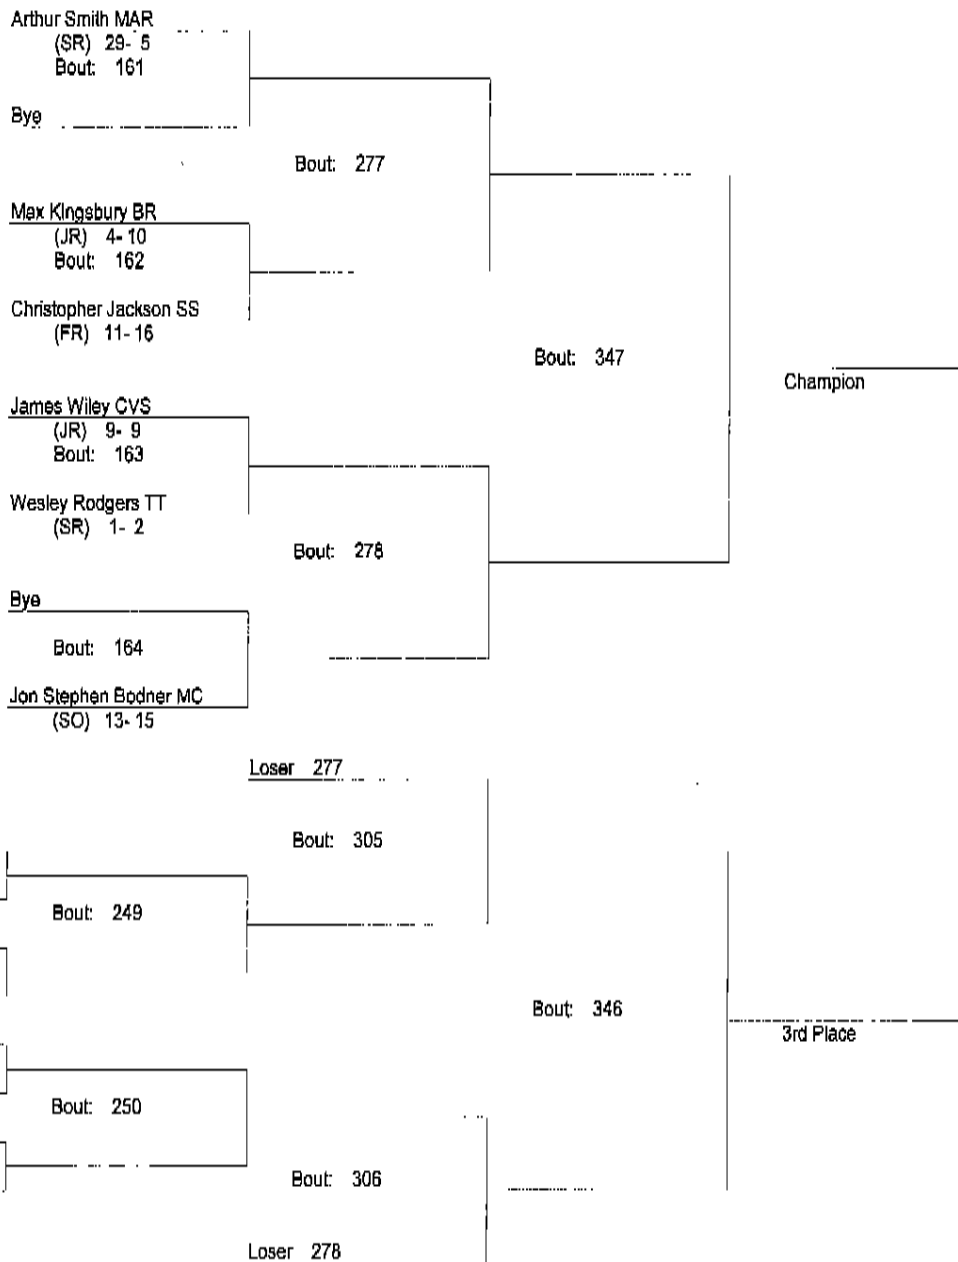 Arthur Smith MAR
(SR) 29- 5
Bout: 161
Bye
Bout: 277
Max Kingsbury BR
(JR) 4- 10
Bout: 162
Christopher Jackson SS
(FR) 11- 16
Bout: 347
Champion
James Wiley CVS
(JR) 9- 9
Bout: 163
Wesley Rodgers TT
(SR) 1- 2
Bout: 278
Bye
Bout: 164
Jon Stephen Bodner MC
(SO) 13- 15
Loser 277
Bout: 305
Bout: 249
Bout: 346
3rd Place
Bout: 250
Bout: 306
Loser 278